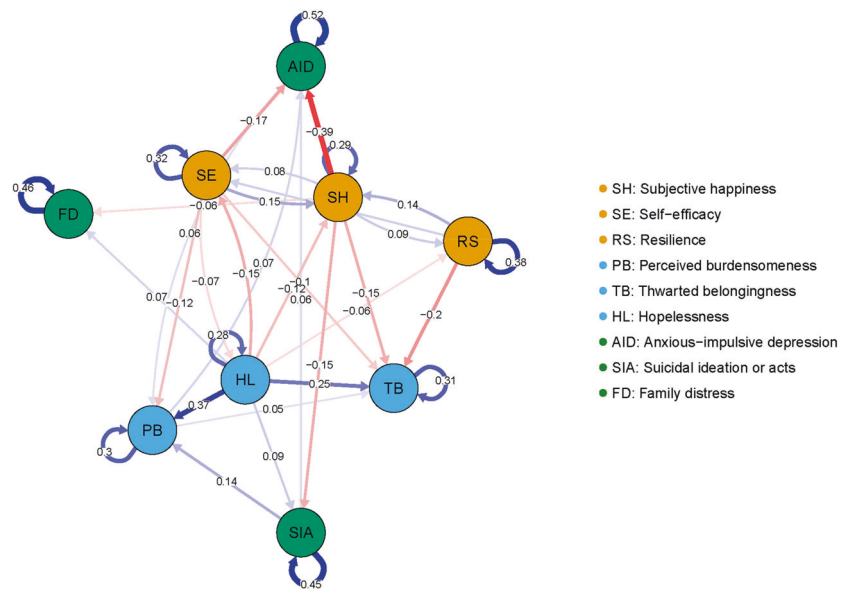 0.52
AID
−0.17
−0.39
0.29
0.32
SE
0.08
0.46
0.15
SH
FD
−0.06
0.14
0.06
0.09
RS
0.07
−0.15
0.38
−0.07
−0.1
0.07
−0.12
−0.12
0.06
−0.15
−0.06
−0.2
0.28
HL
−0.15
0.25
TB
0.31
0.37
0.05
PB
0.3
0.09
0.14
SIA
0.45
SH: Subjective happiness
SE: Self−efficacy
RS: Resilience
PB: Perceived burdensomeness
TB: Thwarted belongingness
HL: Hopelessness
AID: Anxious−impulsive depression
SIA: Suicidal ideation or acts
FD: Family distress